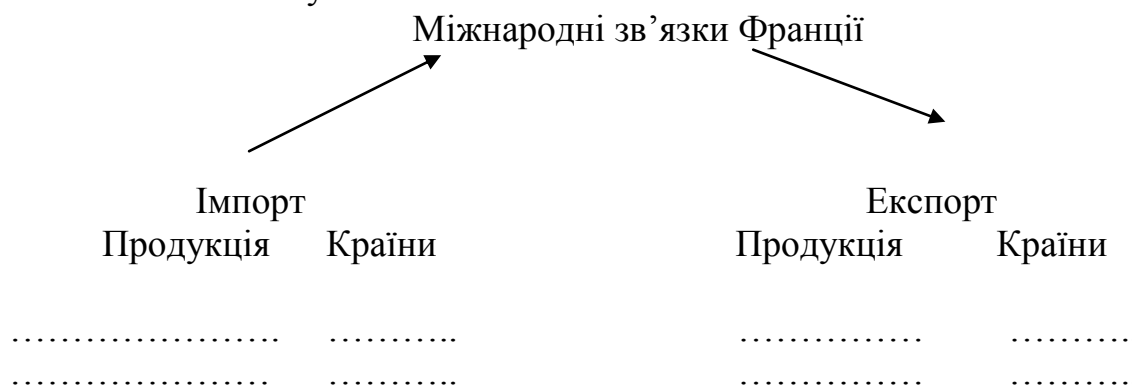 Міжнародні зв’язки Франції
Імпорт Експорт
Продукція Країни Продукція Країни
…………………. ……….. …………… ……….
………………… ……….. …………… ……….